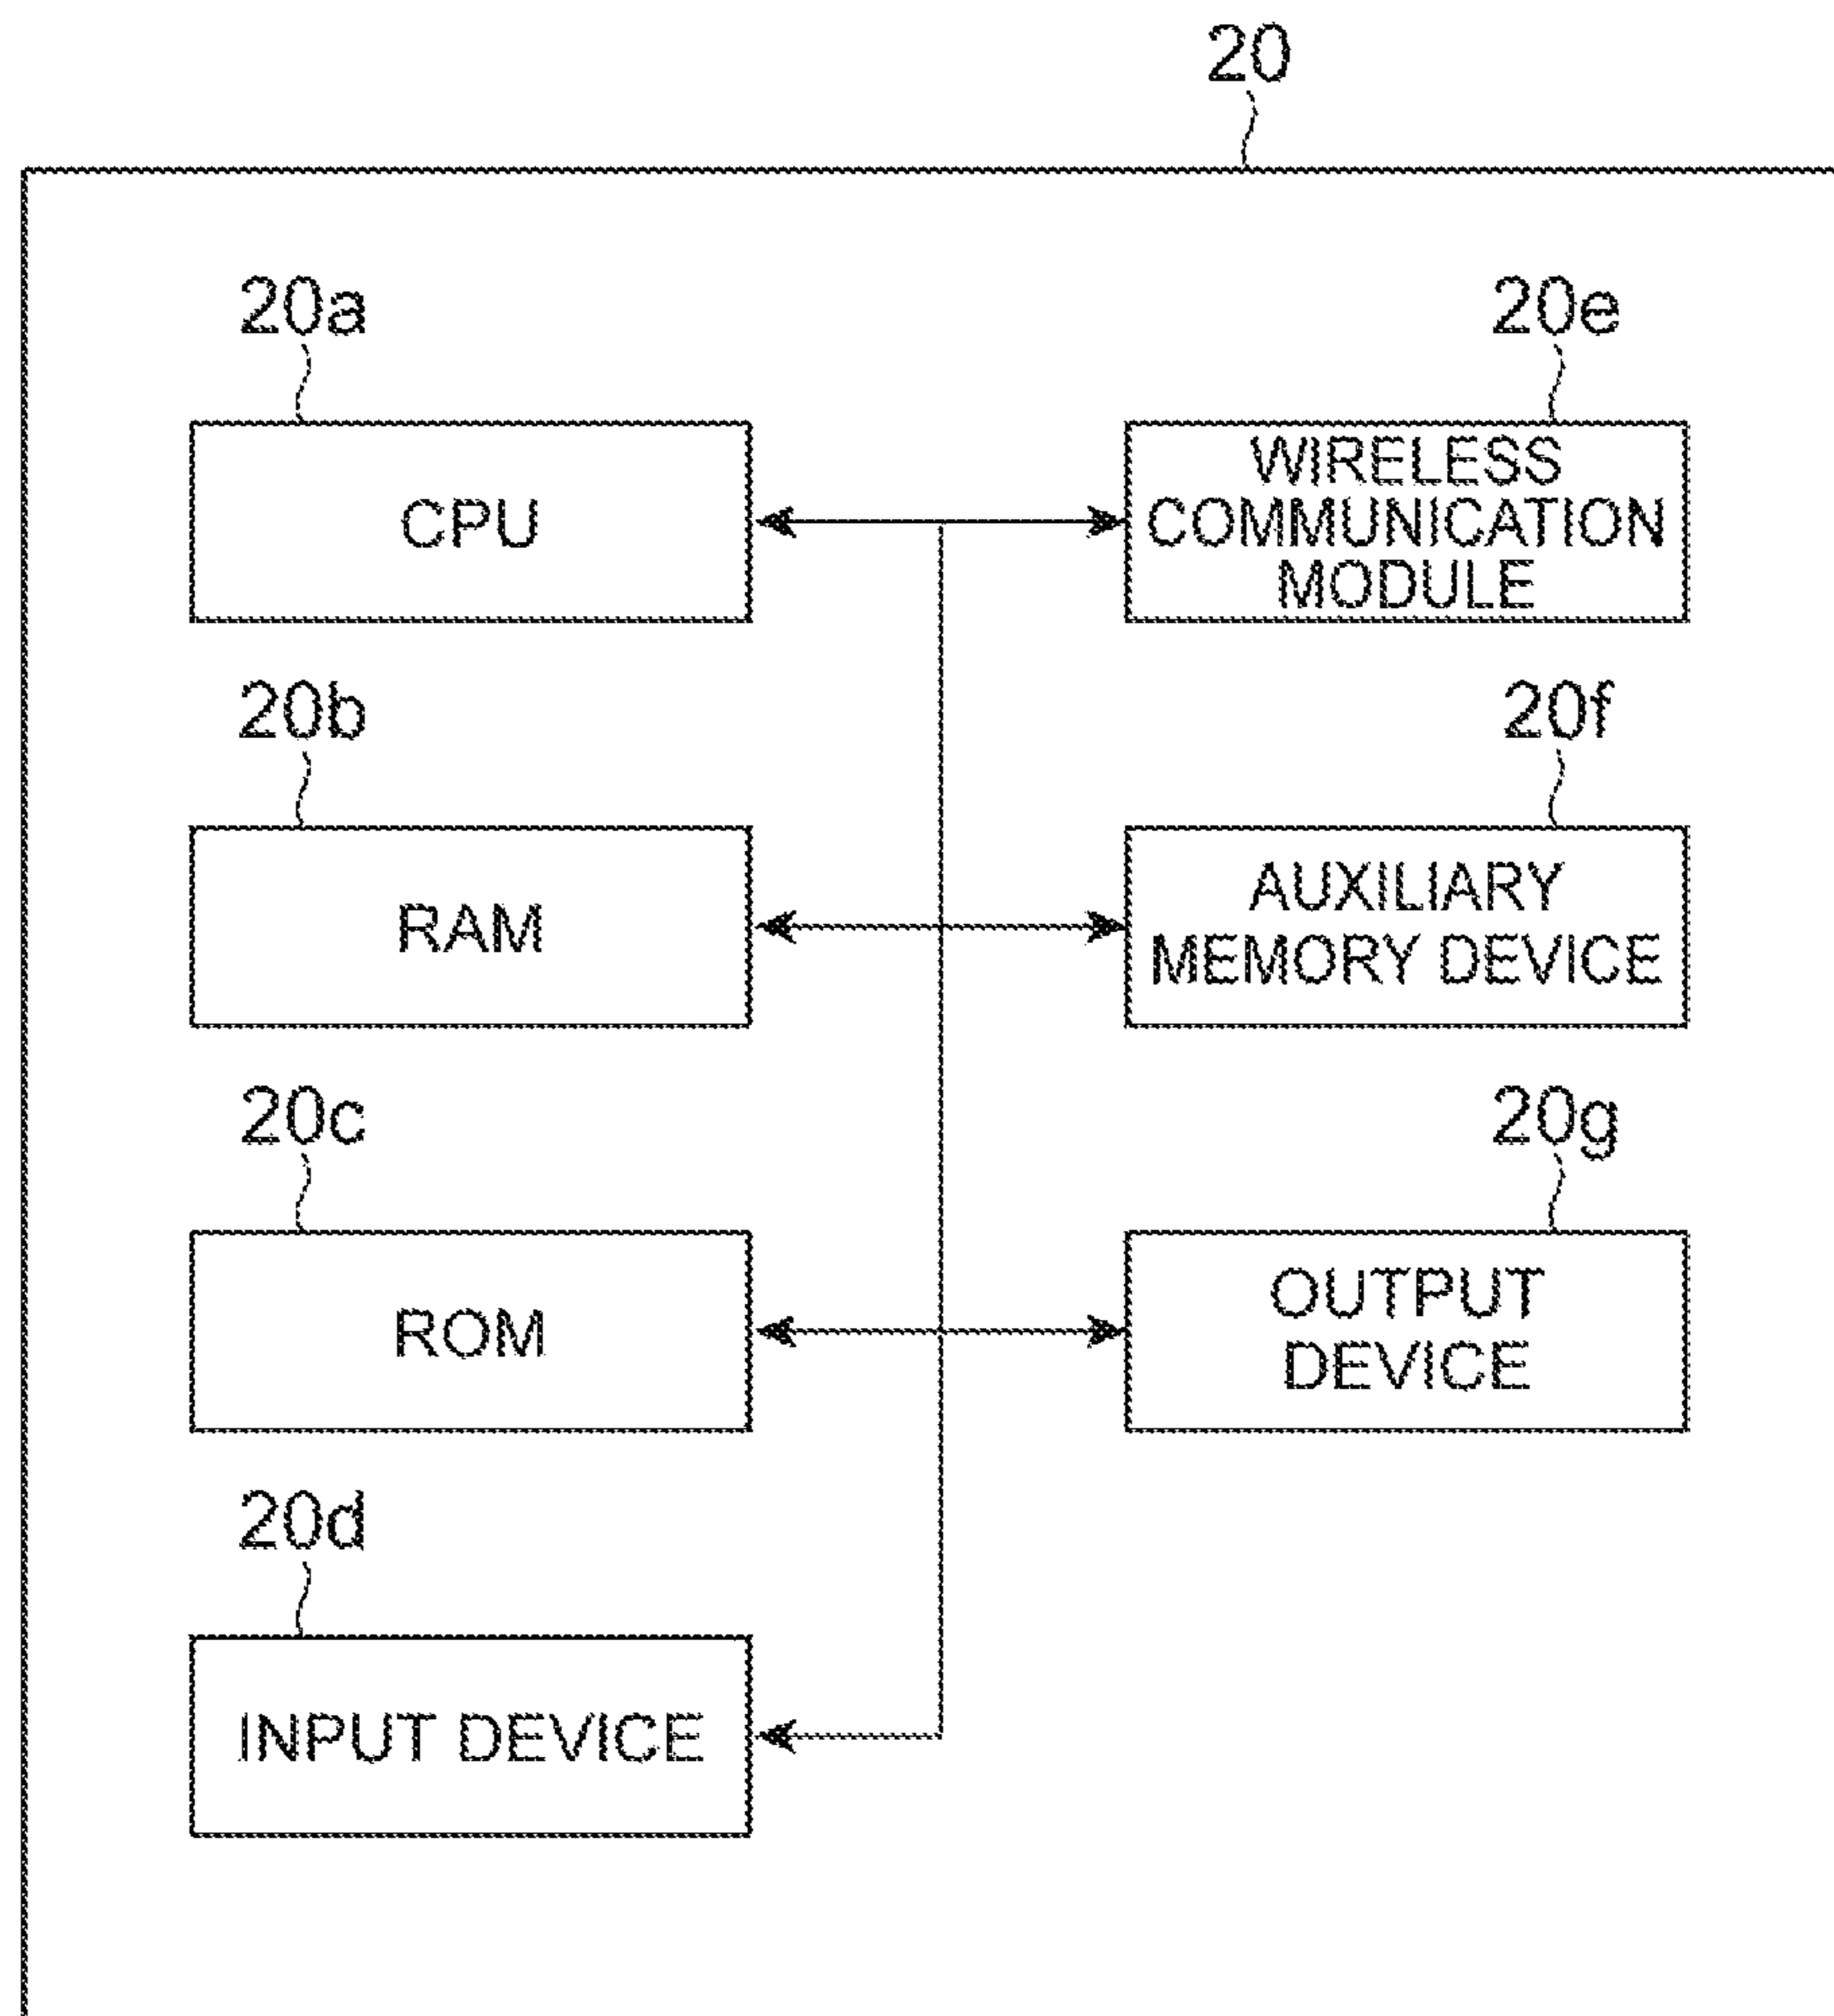 20
20a
CPU
20e
WIRELESS
COMMUNICATION
MODULE
20b
RAM
20f
AUXILIARY
MEMORY DEVICE
20c
ROM
20g
OUTPUT
DEVICE
20d
INPUT DEVICE